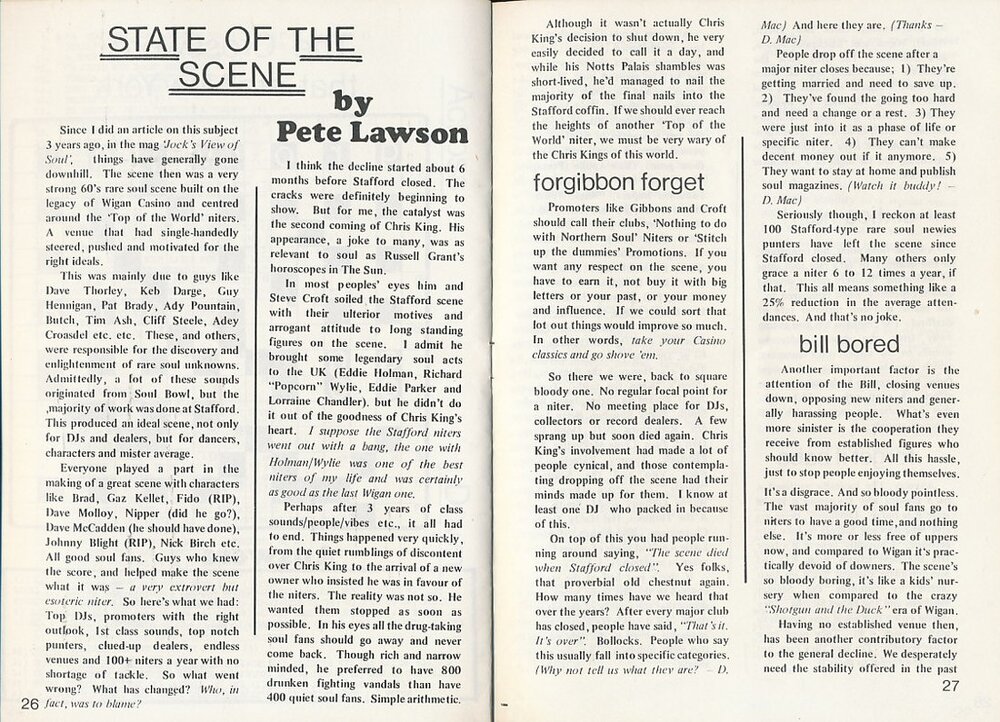 STATE OF THE
SCENE
by
Pete Lawson
Since I did an article on this subject
3 years ago, in the mag 'Jock's View of
Soul', things have generally gone
downhill. The scene then was a very
strong 60's rare soul scene built on the
legacy of Wigan Casino and centred
around the 'Top of the World' niters.
A venue that had single-handedly
steered, pushed and motivated for the
right ideals.
This was mainly due to guys like
Dave Thorley, Keb Darge, Guy
Hennigan, Pat Brady, Ady Pountain,
Butch, Tim Ash, Cliff Steele, Adey
Croasdel etc. etc. These, and others,
were responsible for the discovery and
enlightenment of rare soul unknowns.
Admittedly, a lot of these sounds
originated from Soul Bowl, but the
majority of work was done at Stafford.
This produced an ideal scene, not only
for DJs and dealers, but for dancers,
characters and mister average.
Everyone played a part in the
making of a great scene with characters
like Brad, Gaz Kellet, Fido (RIP),
Dave Molloy, Nipper (did he go?),
Dave McCadden (he should have done),
Johnny Blight (RIP), Nick Birch etc.
All good soul fans. Guys who knew
the score, and helped make the scene
what it was – a very extrovert but
esoteric niter. So here's what we had:
Top DJs, promoters with the right
outlook, 1st class sounds, top notch
punters, clued-up dealers, endless
venues and 100+ niters a year with no
shortage of tackle. So what went
wrong? What has changed? Who, in
fact, was to blame?
26
I think the decline started about 6
months before Stafford closed. The
cracks were definitely beginning to
show. But for me, the catalyst was
the second coming of Chris King. His
appearance, a joke to many, was as
relevant to soul as Russell Grant's
horoscopes in The Sun.
In most peoples' eyes him and
Steve Croft soiled the Stafford scene
with their ulterior motives and
arrogant attitude to long standing
figures on the scene. I admit he
brought some legendary soul acts
to the UK (Eddie Holman, Richard
"Popcorn" Wylie, Eddie Parker and
Lorraine Chandler). but he didn't do
it out of the goodness of Chris King's
heart. I suppose the Stafford niters
went out with a bang, the one with
Holman/Wylie was one of the best
niters of my life and was certainly
as good as the last Wigan one.
Perhaps after 3 years of class
sounds/people/vibes etc., it all had
to end. Things happened very quickly,
from the quiet rumblings of discontent
over Chris King to the arrival of a new
owner who insisted he was in favour of
the niters. The reality was not so. He
wanted them stopped as soon as
possible. In his eyes all the drug-taking
soul fans should go away and never
come back. Though rich and narrow
minded, he preferred to have 800
drunken fighting vandals than have
400 quiet soul fans. Simple arithmetic.
Although it wasn't actually Chris
King's decision to shut down, he very
easily decided to call it a day, and
while his Notts Palais shambles was
short-lived, he'd managed to nail the
majority of the final nails into the
Stafford coffin. If we should ever reach
the heights of another 'Top of the
World' niter, we must be very wary of
the Chris Kings of this world.
forgibbon forget
Promoters like Gibbons and Croft
should call their clubs, 'Nothing to do
with Northern Soul' Niters or 'Stitch
up the dummies' Promotions. If you
want any respect on the scene, you
have to earn it, not buy it with big
letters or your past, or your money
and influence. If we could sort that
lot out things would improve so much.
In other words, take your Casino
classics and go shove 'em.
So there we were, back to square
bloody one. No regular focal point for
a niter. No meeting place for DJs,
collectors or record dealers. A few
sprang up but soon died again. Chris
King's involvement had made a lot of
people cynical, and those contempla-
ting dropping off the scene had their
minds made up for them. I know at
least one DJ who packed in because
of this.
On top of this you had people run-
ning around saying, "The scene died
when Stafford closed". Yes folks,
that proverbial old chestnut again.
How many times have we heard that
over the years? After every major club
has closed, people have said, "That's it.
It's over". Bollocks. People who say
this usually fall into specific categories.
(Why not tell us what they are? – D.
Mac) And here they are. (Thanks –
D. Mac)
People drop off the scene after a
major niter closes because; 1) They're
getting married and need to save up.
2) They've found the going too hard
and need a change or a rest. 3) They
were just into it as a phase of life or
specific niter. 4) They can't make
decent money out if it anymore. 5)
They want to stay at home and publish
soul magazines. (Watch it buddy! –
D. Mac)
Seriously though, I reckon at least
100 Stafford-type rare soul newies
punters have left the scene since
Stafford closed. Many others only
grace a niter 6 to 12 times a year, if
that. This all means something like a
25% reduction in the average atten-
dances. And that's no joke.
bill bored
Another important factor is the
attention of the Bill, closing venues
down, opposing new niters and gener-
ally harassing people. What's even
more sinister is the cooperation they
receive from established figures who
should know better. All this hassle,
just to stop people enjoying themselves.
It's a disgrace. And so bloody pointless.
The vast majority of soul fans go to
niters to have a good time, and nothing
else. It's more or less free of uppers
now, and compared to Wigan it's prac-
tically devoid of downers. The scene's
so bloody boring, it's like a kids' nur-
sery when compared to the crazy
"Shotgun and the Duck" era of Wigan.
Having no established venue then,
has been another contributory factor
to the general decline. We desperately
need the stability offered in the past
27